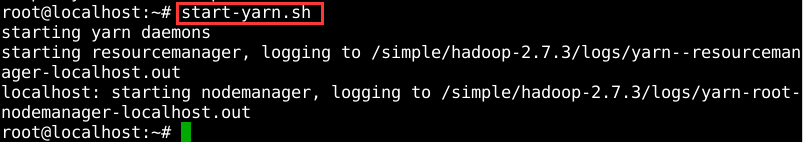 root@localhost:~# start-yarn.sh
starting yarn daemons
starting resourcemanager, logging to /simple/hadoop-2.7.3/logs/yarn--resourceman
ager-localhost.out
localhost: starting nodemanager, logging to /simple/hadoop-2.7.3/logs/yarn-root-
nodemanager-localhost.out
root@localhost:~#